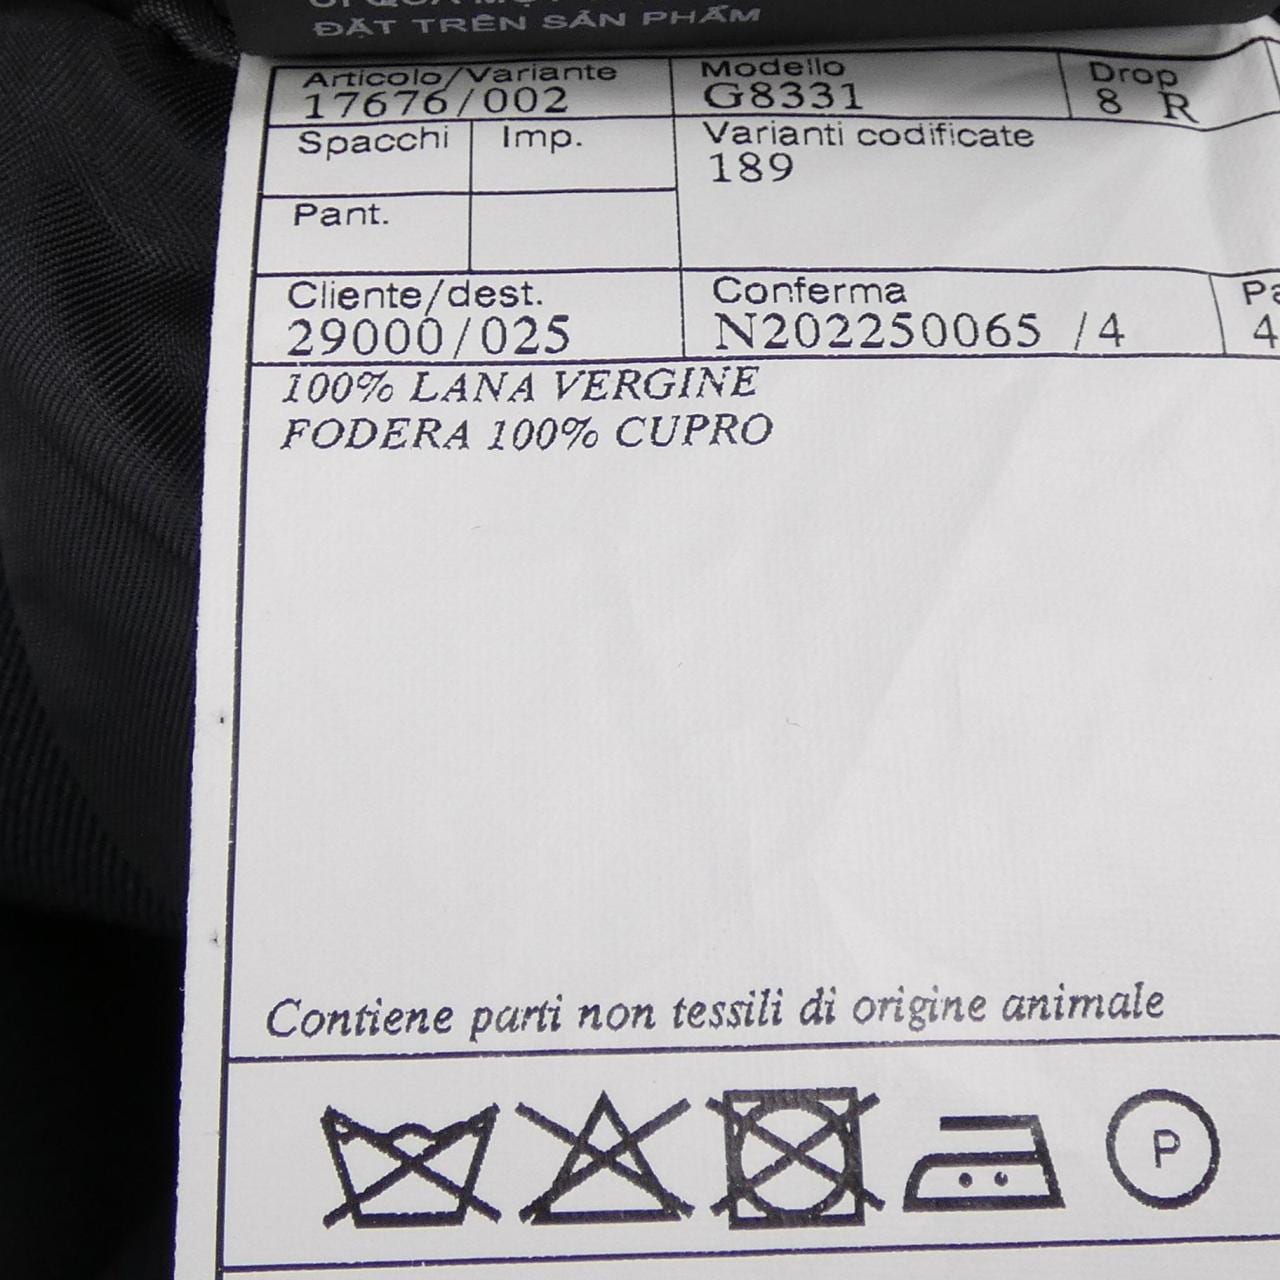 ĐẶT TRÊN SẢN PHẨM
Articolo/Variante Modello Drop
17676/002 G8331 8 R
Spacchi Imp. Varianti codificate
189
Pant.
Cliente/dest. Conferma
29000/025 N202250065 /4 4
100% LANA VERGINE
FODERA 100% CUPRO
Contiene parti non tessili di origine animale
P